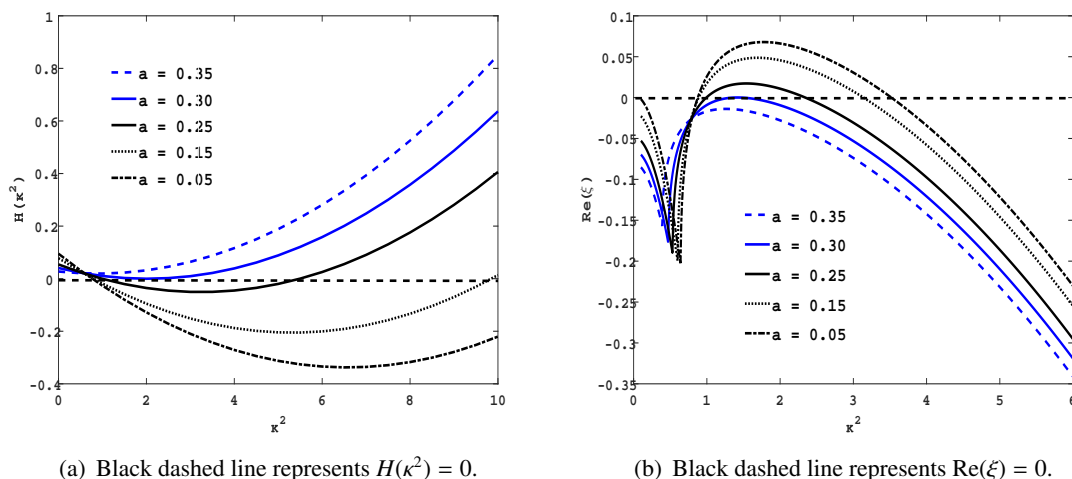 1
0.8
0.6
0.4
0.2
0
-0.2
-0.4
H(κ²)
a = 0.35
a = 0.30
a = 0.25
a = 0.15
a = 0.05
0 2 4 6 8 10
κ²
(a) Black dashed line represents H(κ²) = 0.
0.1
0.05
0
-0.05
-0.1
-0.15
-0.2
-0.25
-0.3
-0.35
Re(ξ)
a = 0.35
a = 0.30
a = 0.25
a = 0.15
a = 0.05
0 1 2 3 4 5 6
κ²
(b) Black dashed line represents Re(ξ) = 0.